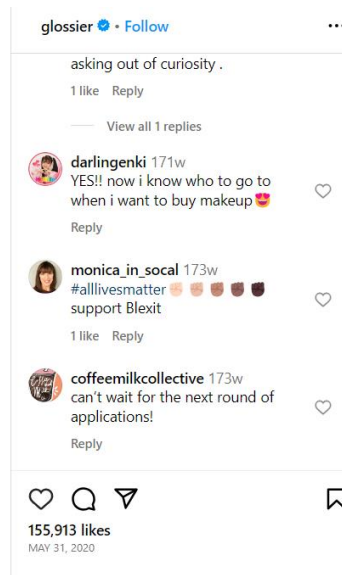 glossier • Follow
asking out of curiosity .
1 like Reply
View all 1 replies
darlingenki 171w
YES!! now i know who to go to
when i want to buy makeup😍
Reply
monica_in_socal 173w
#alllivesmatter✊🏻✊🏼✊🏽✊🏾✊🏿
support Blexit
1 like Reply
coffeemilkcollective 173w
can't wait for the next round of
applications!
Reply
155,913 likes
MAY 31, 2020